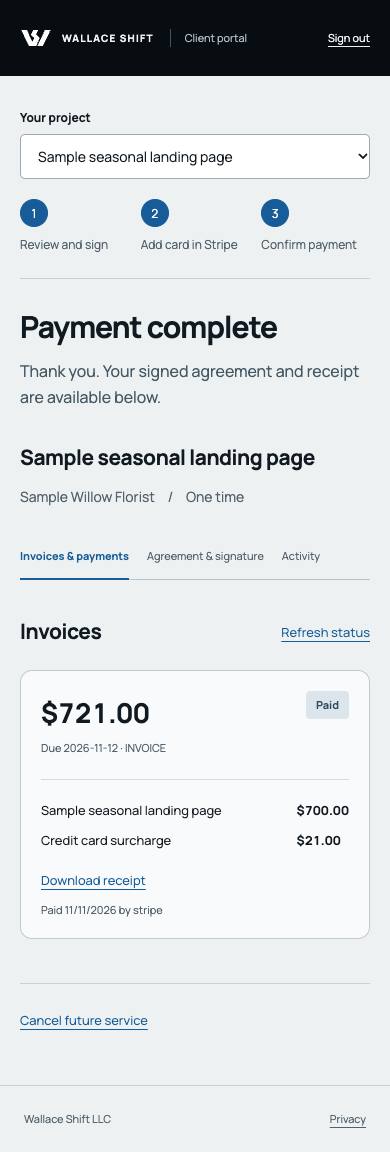 WALLACE SHIFT
Client portal
Sign out
Your project
Sample seasonal landing page
1
2
3
Review and sign
Add card in Stripe
Confirm payment
Payment complete
Thank you. Your signed agreement and receipt
are available below.
Sample seasonal landing page
Sample Willow Florist / One time
Invoices & payments
Agreement & signature
Activity
Invoices
Refresh status
$721.00
Paid
Due 2026-11-12 · INVOICE
Sample seasonal landing page $700.00
Credit card surcharge $21.00
Download receipt
Paid 11/11/2026 by stripe
Cancel future service
Wallace Shift LLC
Privacy